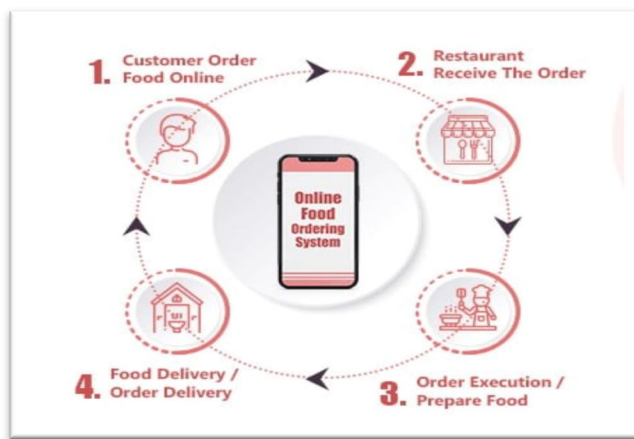 1. Customer Order
Food Online
2. Restaurant
Receive The Order
Online
Food
Ordering
System
4. Food Delivery /
Order Delivery
3. Order Execution /
Prepare Food